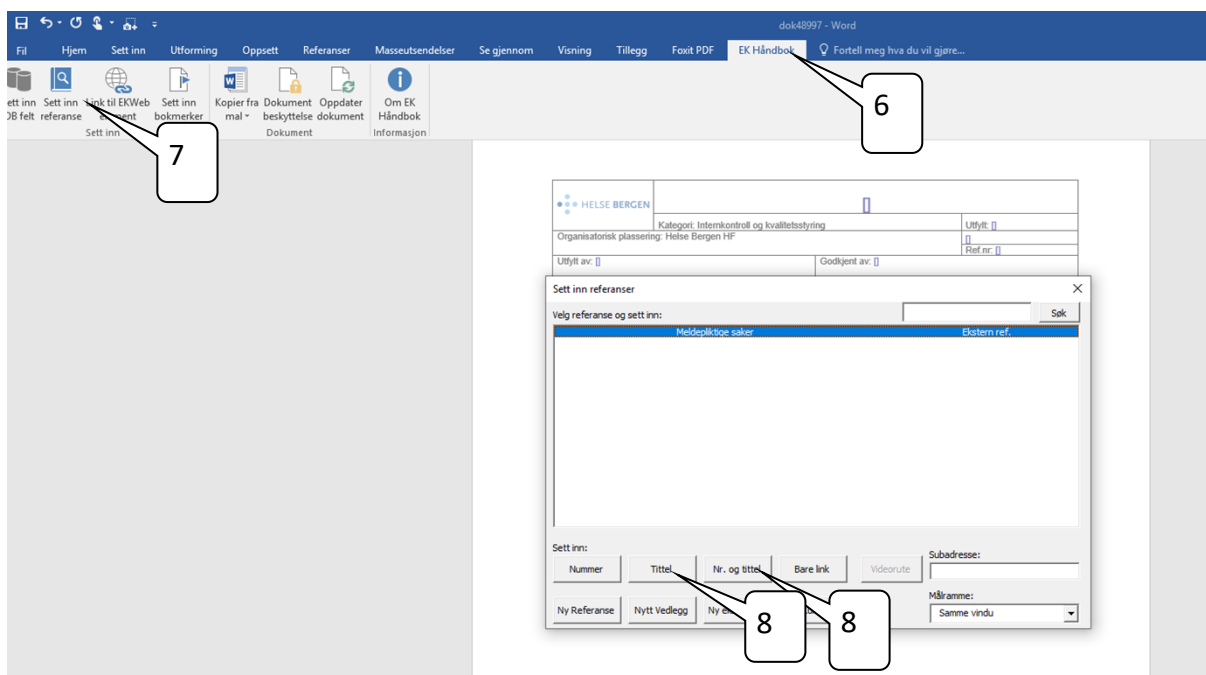 dok48997 - Word
Fil Hjem Sett inn Utforming Oppsett Referanser Masseutsendelser Se gjennom Visning Tillegg Foxit PDF EK Håndbok Fortell meg hva du vil gjøre...
6
ett inn Sett inn Link til EKWeb Sett inn Kopier fra Dokument Oppdater Om EK
DB felt referanse bokmerker mal beskyttelse dokument Håndbok
Sett inn Dokument Informasjon
7
HELSE BERGEN
[]
Kategori: Internkontroll og kvalitetsstyring Utfylt: []
Organisatorisk plassering: Helse Bergen HF []
Ref.nr: []
Utfylt av: [] Godkjent av: []
Sett inn referanser
Velg referanse og sett inn: Søk
Meldepliktige saker Ekstern ref.
Sett inn:
Nummer Tittel Nr. og tittel Bare link Videorute Subadresse:
Målramme:
Ny Referanse Nytt Vedlegg Ny Samme vindu
8 8